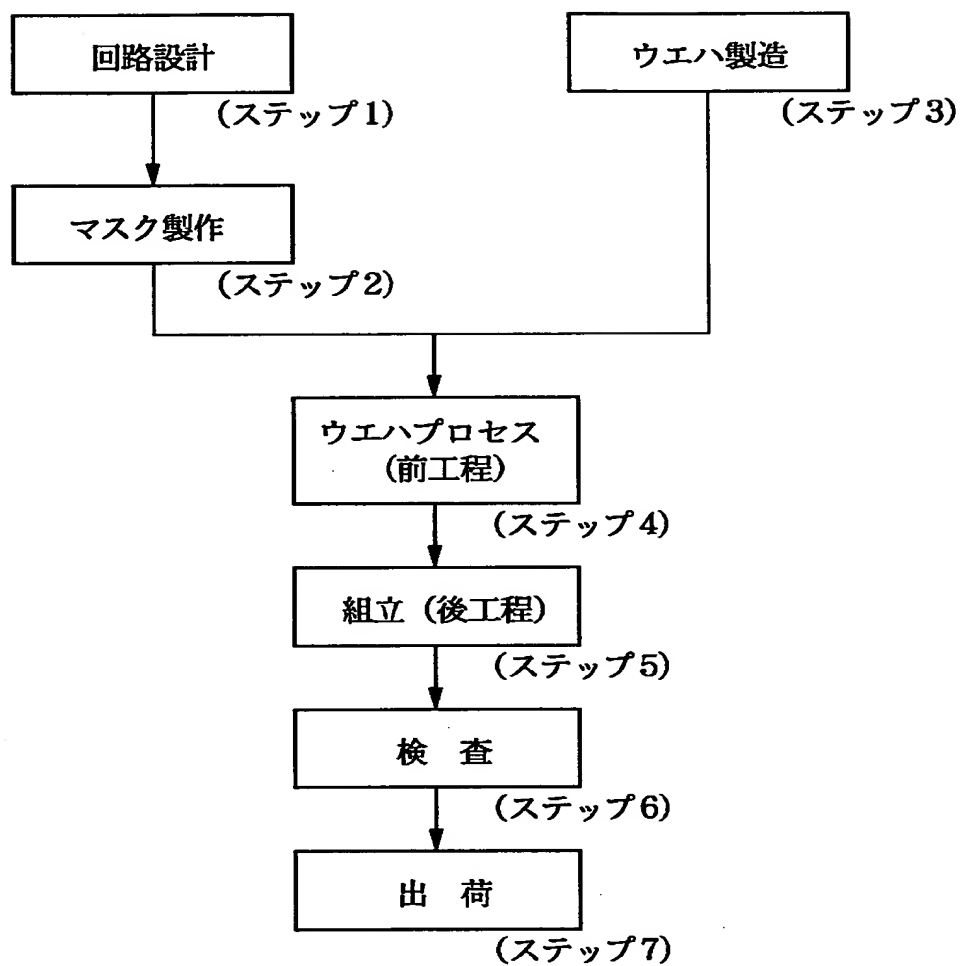 回路設計
(ステップ1)
ウエハ製造
(ステップ3)
マスク製作
(ステップ2)
ウエハプロセス
(前工程)
(ステップ4)
組立(後工程)
(ステップ5)
検 査
(ステップ6)
出 荷
(ステップ7)